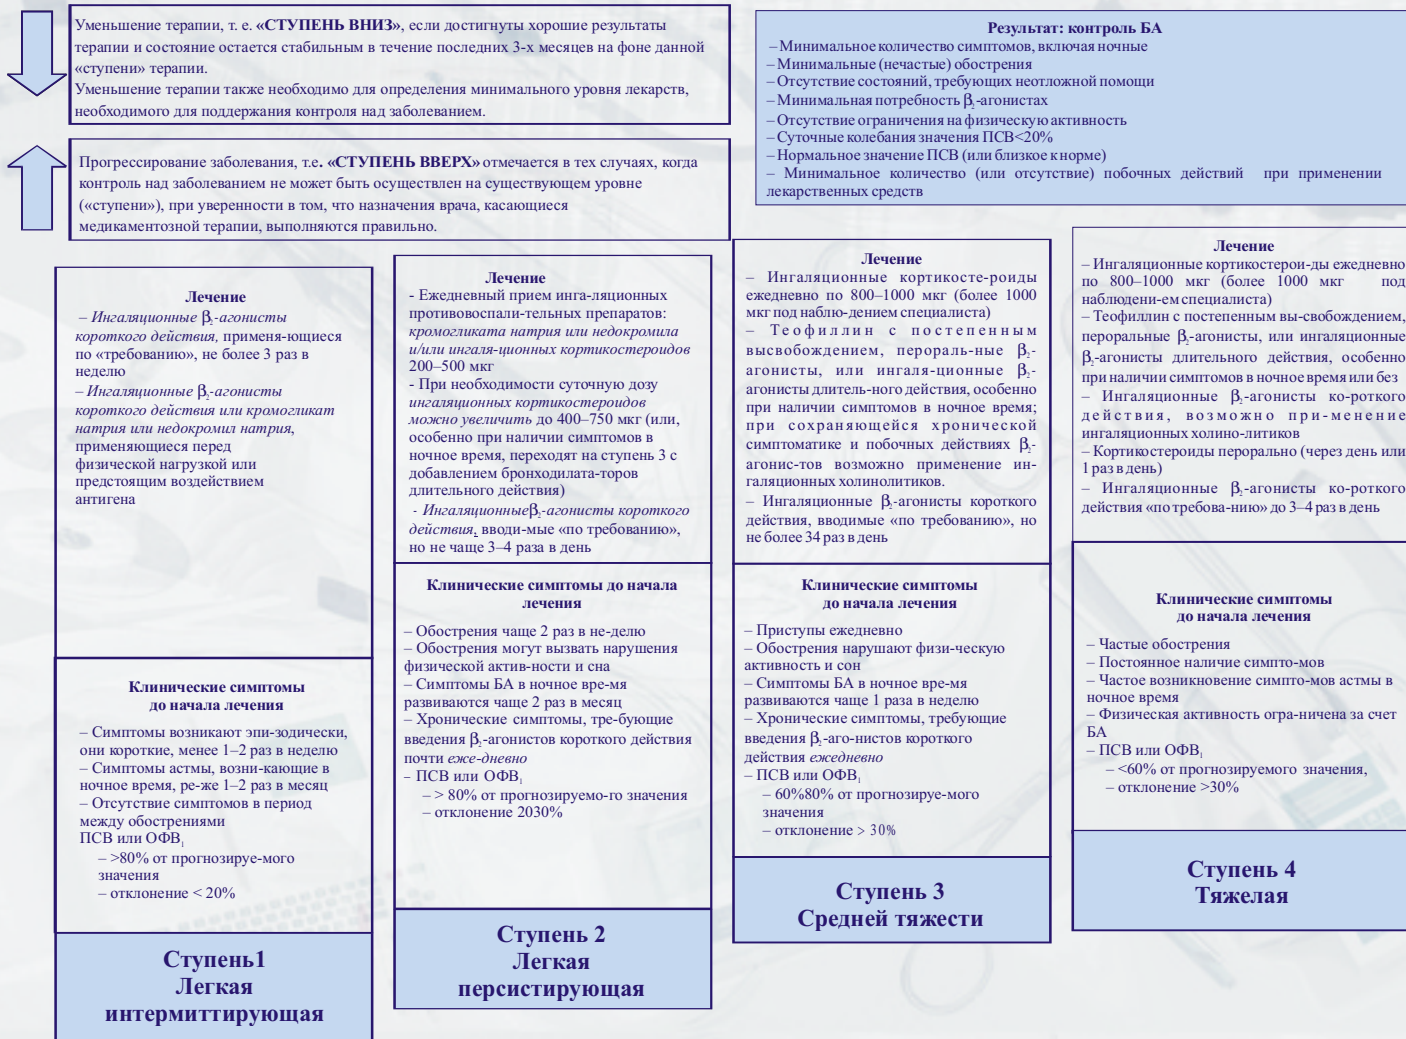 Уменьшение терапии, т. е. «СТУПЕНЬ ВНИЗ», если достигнуты хорошие результаты
терапии и состояние остается стабильным в течение последних 3-х месяцев на фоне данной
«ступени» терапии.
Уменьшение терапии также необходимо для определения минимального уровня лекарств,
необходимого для поддержания контроля над заболеванием.
Прогрессирование заболевания, т.е. «СТУПЕНЬ ВВЕРХ» отмечается в тех случаях, когда
контроль над заболеванием не может быть осуществлен на существующем уровне
(«ступени»), при уверенности в том, что назначения врача, касающиеся
медикаментозной терапии, выполняются правильно.
Результат: контроль БА
– Минимальное количество симптомов, включая ночные
– Минимальные (нечастые) обострения
– Отсутствие состояний, требующих неотложной помощи
– Минимальная потребность β₂-агонистах
– Отсутствие ограничения на физическую активность
– Суточные колебания значения ПСВ<20%
– Нормальное значение ПСВ (или близкое к норме)
– Минимальное количество (или отсутствие) побочных действий при применении
лекарственных средств
Лечение
– Ингаляционные β₂-агонисты
короткого действия, применя-ющиеся
по «требованию», не более 3 раз в
неделю
– Ингаляционные β₂-агонисты
короткого действия или кромогликат
натрия или недокромил натрия,
применяющиеся перед
физической нагрузкой или
предстоящим воздействием
антигена
Клинические симптомы
до начала лечения
– Симптомы возникают эпи-зодически,
они короткие, менее 1–2 раз в неделю
– Симптомы астмы, возни-кающие в
ночное время, ре-же 1–2 раз в месяц
– Отсутствие симптомов в период
между обострениями
ПСВ или ОФВ₁
– >80% от прогнозируе-мого
значения
– отклонение < 20%
Ступень1
Легкая
интермиттирующая
Лечение
- Ежедневный прием инга-ляционных
противовоспали-тельных препаратов:
кромогликата натрия или недокромила
и/или ингаля-ционных кортикостероидов
200–500 мкг
- При необходимости суточную дозу
ингаляционных кортикостероидов
можно увеличить до 400–750 мкг (или,
особенно при наличии симптомов в
ночное время, переходят на ступень 3 с
добавлением бронходилата-торов
длительного действия)
- Ингаляционныеβ₂-агонисты короткого
действия, вводи-мые «по требованию»,
но не чаще 3–4 раза в день
Клинические симптомы до начала
лечения
– Обострения чаще 2 раз в не-делю
– Обострения могут вызвать нарушения
физической актив-ности и сна
– Симптомы БА в ночное вре-мя
развиваются чаще 2 раз в месяц
– Хронические симптомы, тре-бующие
введения β₂-агонистов короткого действия
почти еже-дневно
– ПСВ или ОФВ₁
– > 80% от прогнозируемо-го значения
– отклонение 2030%
Ступень 2
Легкая
персистирующая
Лечение
– Ингаляционные кортикосте-роиды
ежедневно по 800–1000 мкг (более 1000
мкг под наблю-дением специалиста)
– Теофиллин с постепенным
высвобождением, перораль-ные β₂-
агонисты, или ингаля-ционные β₂-
агонисты длитель-ного действия, особенно
при наличии симптомов в ночное время;
при сохраняющейся хронической
симптоматике и побочных действиях β₂-
агонис-тов возможно применение ин-
галяционных холинолитиков.
– Ингаляционные β₂-агонисты короткого
действия, вводимые «по требованию», но
не более 34 раз в день
Клинические симптомы
до начала лечения
– Приступы ежедневно
– Обострения нарушают физи-ческую
активность и сон
– Симптомы БА в ночное вре-мя
развиваются чаще 1 раза в неделю
– Хронические симптомы, требующие
введения β₂-аго-нистов короткого
действия ежедневно
– ПСВ или ОФВ₁
– 60%80% от прогнозируе-мого
значения
– отклонение > 30%
Ступень 3
Средней тяжести
Лечение
– Ингаляционные кортикостерои-ды ежедневно
по 800–1000 мкг (более 1000 мкг под
наблюдени-ем специалиста)
– Теофиллин с постепенным вы-свобождением,
пероральные β₂-агонисты, или ингаляционные
β₂-агонисты длительного действия, особенно
при наличии симптомов в ночное время или без
– Ингаляционные β₂-агонисты ко-роткого
действия, возможно при-менение
ингаляционных холино-литиков
– Кортикостероиды перорально (через день или
1 раз в день)
– Ингаляционные β₂-агонисты ко-роткого
действия «по требова-нию» до 3–4 раз в день
Клинические симптомы
до начала лечения
– Частые обострения
– Постоянное наличие симпто-мов
– Частое возникновение симпто-мов астмы в
ночное время
– Физическая активность огра-ничена за счет
БА
– ПСВ или ОФВ₁
– <60% от прогнозируемого значения,
– отклонение >30%
Ступень 4
Тяжелая